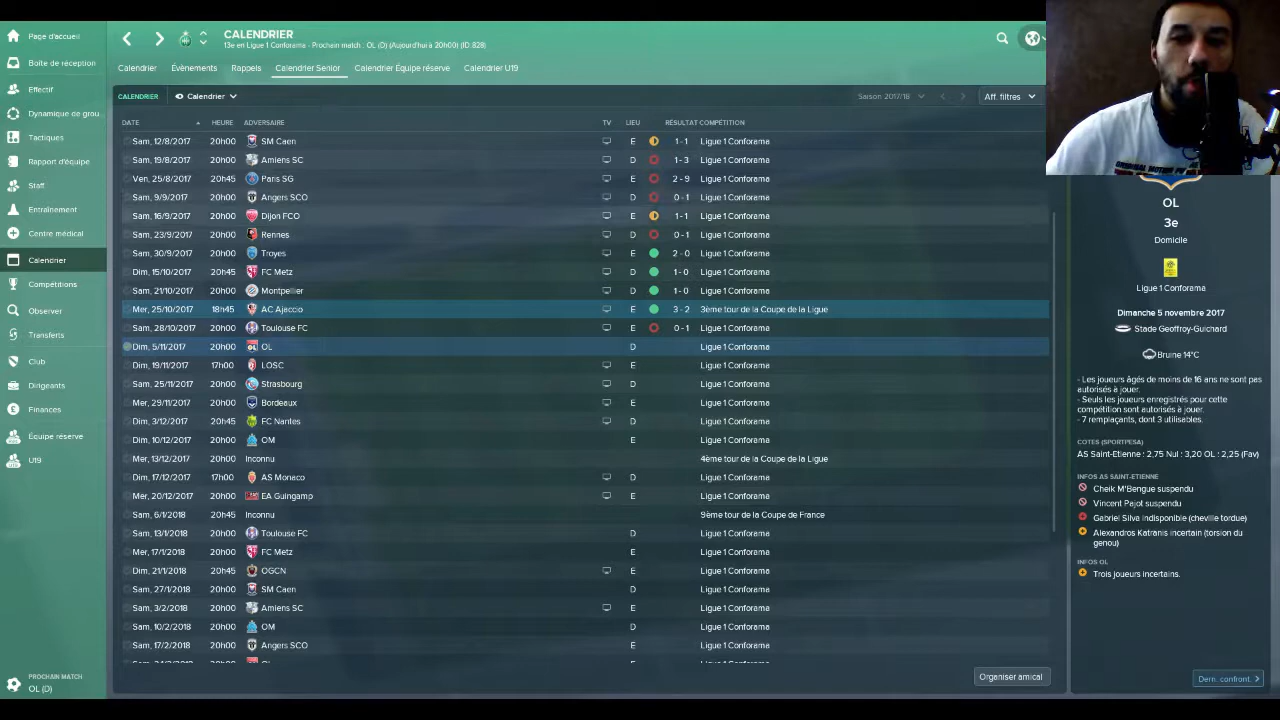 CALENDRIER
13e en Ligue 1 Conforama - Prochain match : OL (D) (Aujourd'hui à 20h00) (ID:828)
Calendrier Évènements Rappels Calendrier Senior Calendrier Équipe réserve Calendrier U19
CALENDRIER Calendrier Saison 2017/18 Aff. filtres
Page d'accueil
Boîte de réception
Effectif
Dynamique de grou...
Tactiques
Rapport d'équipe
Staff
Entraînement
Centre médical
Calendrier
Compétitions
Observer
Transferts
Club
Dirigeants
Finances
Équipe réserve
U19
PROCHAIN MATCH
OL (D)
DATE HEURE ADVERSAIRE TV LIEU RÉSULTAT COMPÉTITION
Sam, 12/8/2017 20h00 SM Caen E 1 - 1 Ligue 1 Conforama
Sam, 19/8/2017 20h00 Amiens SC D 1 - 3 Ligue 1 Conforama
Ven, 25/8/2017 20h45 Paris SG E 2 - 9 Ligue 1 Conforama
Sam, 9/9/2017 20h00 Angers SCO D 0 - 1 Ligue 1 Conforama
Sam, 16/9/2017 20h00 Dijon FCO E 1 - 1 Ligue 1 Conforama
Sam, 23/9/2017 20h00 Rennes D 0 - 1 Ligue 1 Conforama
Sam, 30/9/2017 20h00 Troyes E 2 - 0 Ligue 1 Conforama
Dim, 15/10/2017 20h45 FC Metz D 1 - 0 Ligue 1 Conforama
Sam, 21/10/2017 20h00 Montpellier D 1 - 0 Ligue 1 Conforama
Mer, 25/10/2017 18h45 AC Ajaccio E 3 - 2 3ème tour de la Coupe de la Ligue
Sam, 28/10/2017 20h00 Toulouse FC E 0 - 1 Ligue 1 Conforama
Dim, 5/11/2017 20h00 OL D Ligue 1 Conforama
Dim, 19/11/2017 17h00 LOSC E Ligue 1 Conforama
Sam, 25/11/2017 20h00 Strasbourg D Ligue 1 Conforama
Mer, 29/11/2017 20h00 Bordeaux E Ligue 1 Conforama
Dim, 3/12/2017 20h45 FC Nantes D Ligue 1 Conforama
Dim, 10/12/2017 20h00 OM E Ligue 1 Conforama
Mer, 13/12/2017 20h00 Inconnu 4ème tour de la Coupe de la Ligue
Dim, 17/12/2017 17h00 AS Monaco D Ligue 1 Conforama
Mer, 20/12/2017 20h00 EA Guingamp E Ligue 1 Conforama
Sam, 6/1/2018 20h45 Inconnu 9ème tour de la Coupe de France
Sam, 13/1/2018 20h00 Toulouse FC D Ligue 1 Conforama
Mer, 17/1/2018 20h00 FC Metz E Ligue 1 Conforama
Dim, 21/1/2018 20h45 OGCN E Ligue 1 Conforama
Sam, 27/1/2018 20h00 SM Caen D Ligue 1 Conforama
Sam, 3/2/2018 20h00 Amiens SC E Ligue 1 Conforama
Sam, 10/2/2018 20h00 OM D Ligue 1 Conforama
Sam, 17/2/2018 20h00 Angers SCO E Ligue 1 Conforama
Organiser amical
OL
3e
Domicile
Ligue 1 Conforama
Dimanche 5 novembre 2017
Stade Geoffroy-Guichard
Bruine 14°C
- Les joueurs âgés de moins de 16 ans ne sont pas
autorisés à jouer.
- Seuls les joueurs enregistrés pour cette
compétition sont autorisés à jouer.
- 7 remplaçants, dont 3 utilisables.
COTES (SPORTPESA)
AS Saint-Etienne : 2,75 Nul : 3,20 OL : 2,25 (Fav)
INFOS AS SAINT-ETIENNE
Cheik M'Bengue suspendu
Vincent Pajot suspendu
Gabriel Silva indisponible (cheville tordue)
Alexandros Katranis incertain (torsion du
genou)
INFOS OL
Trois joueurs incertains.
Dern. confront.